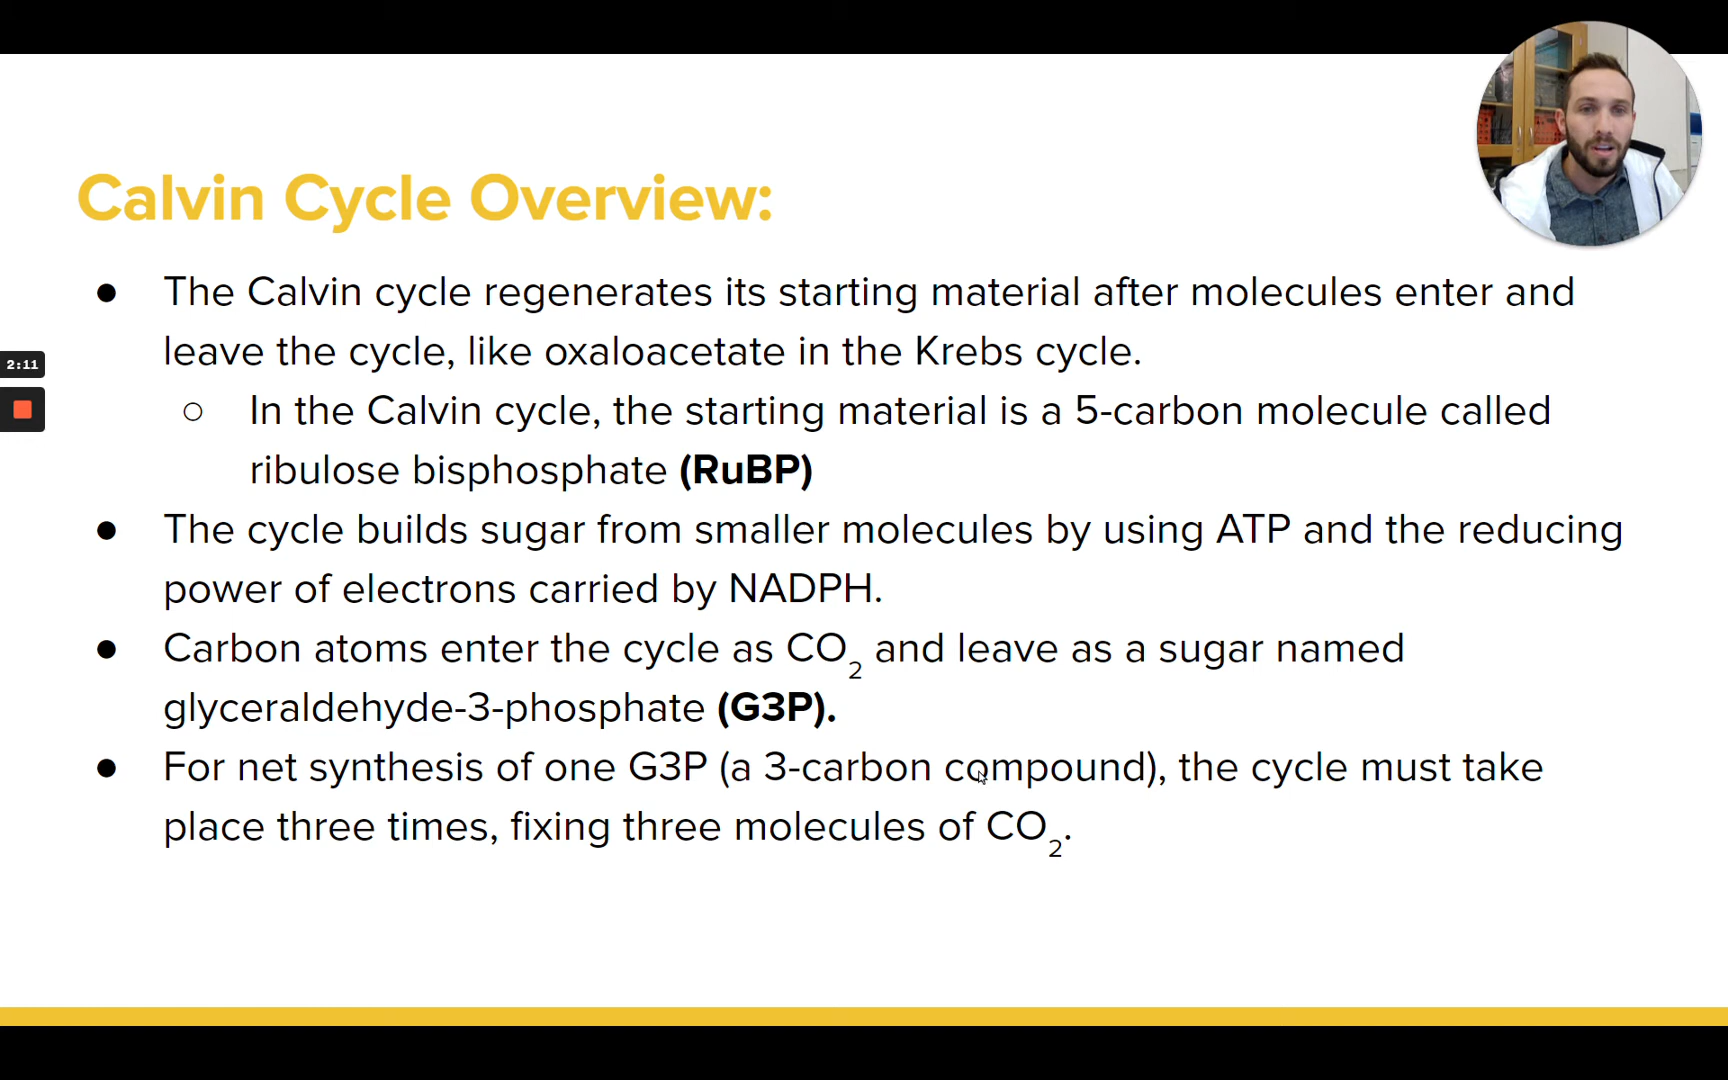 Calvin Cycle Overview:
● The Calvin cycle regenerates its starting material after molecules enter and
leave the cycle, like oxaloacetate in the Krebs cycle.
○ In the Calvin cycle, the starting material is a 5-carbon molecule called
ribulose bisphosphate (RuBP)
● The cycle builds sugar from smaller molecules by using ATP and the reducing
power of electrons carried by NADPH.
● Carbon atoms enter the cycle as CO₂ and leave as a sugar named
glyceraldehyde-3-phosphate (G3P).
● For net synthesis of one G3P (a 3-carbon compound), the cycle must take
place three times, fixing three molecules of CO₂.
2:11